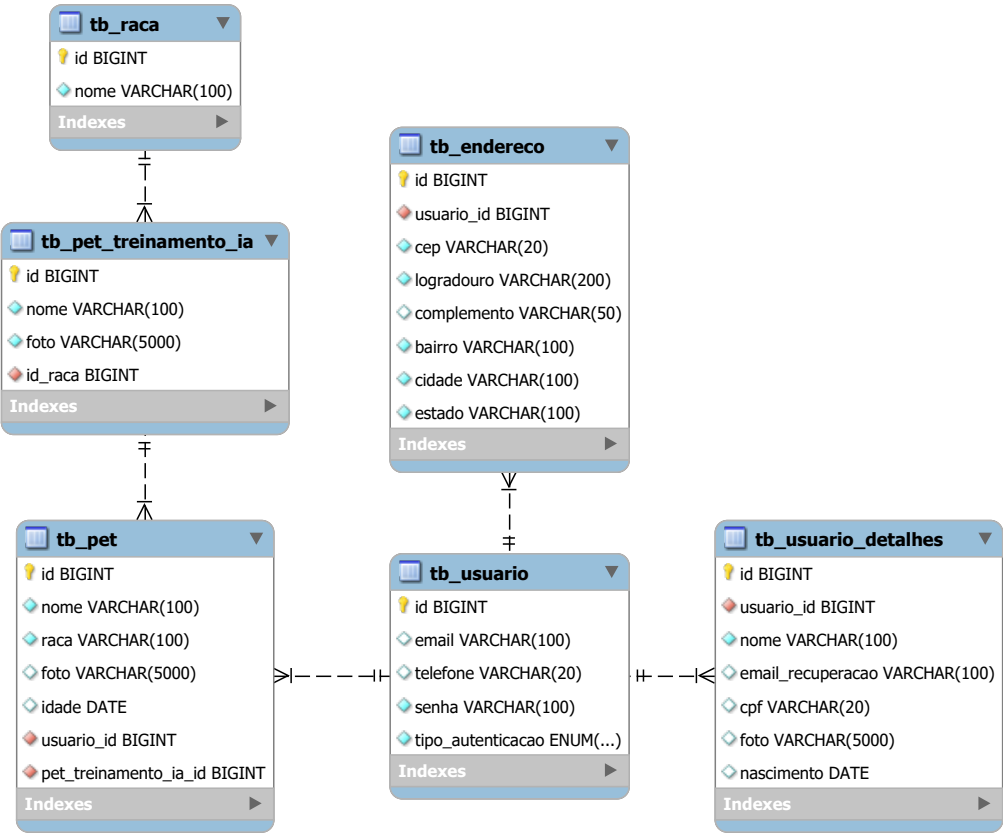 tb_raca
id BIGINT
nome VARCHAR(100)
Indexes
tb_pet_treinamento_ia
id BIGINT
nome VARCHAR(100)
foto VARCHAR(5000)
id_raca BIGINT
Indexes
tb_endereco
id BIGINT
usuario_id BIGINT
cep VARCHAR(20)
logradouro VARCHAR(200)
complemento VARCHAR(50)
bairro VARCHAR(100)
cidade VARCHAR(100)
estado VARCHAR(100)
Indexes
tb_pet
id BIGINT
nome VARCHAR(100)
raca VARCHAR(100)
foto VARCHAR(5000)
idade DATE
usuario_id BIGINT
pet_treinamento_ia_id BIGINT
Indexes
tb_usuario
id BIGINT
email VARCHAR(100)
telefone VARCHAR(20)
senha VARCHAR(100)
tipo_autenticacao ENUM(...)
Indexes
tb_usuario_detalhes
id BIGINT
usuario_id BIGINT
nome VARCHAR(100)
email_recuperacao VARCHAR(100)
cpf VARCHAR(20)
foto VARCHAR(5000)
nascimento DATE
Indexes